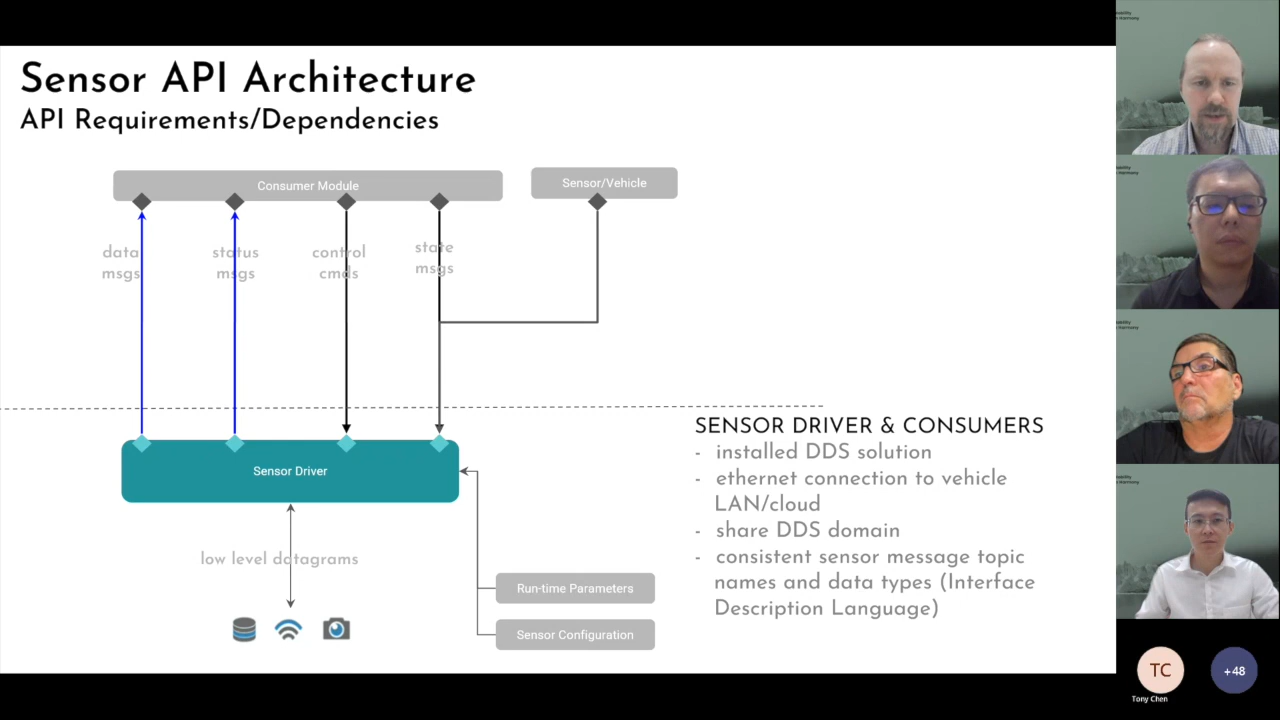 Sensor API Architecture
API Requirements/Dependencies
Consumer Module
Sensor/Vehicle
data
msgs
status
msgs
control
cmds
state
msgs
Sensor Driver
low level datagrams
Run-time Parameters
Sensor Configuration
SENSOR DRIVER & CONSUMERS
- installed DDS solution
- ethernet connection to vehicle
LAN/cloud
- share DDS domain
- consistent sensor message topic
names and data types (Interface
Description Language)
TC
Tony Chen
+48